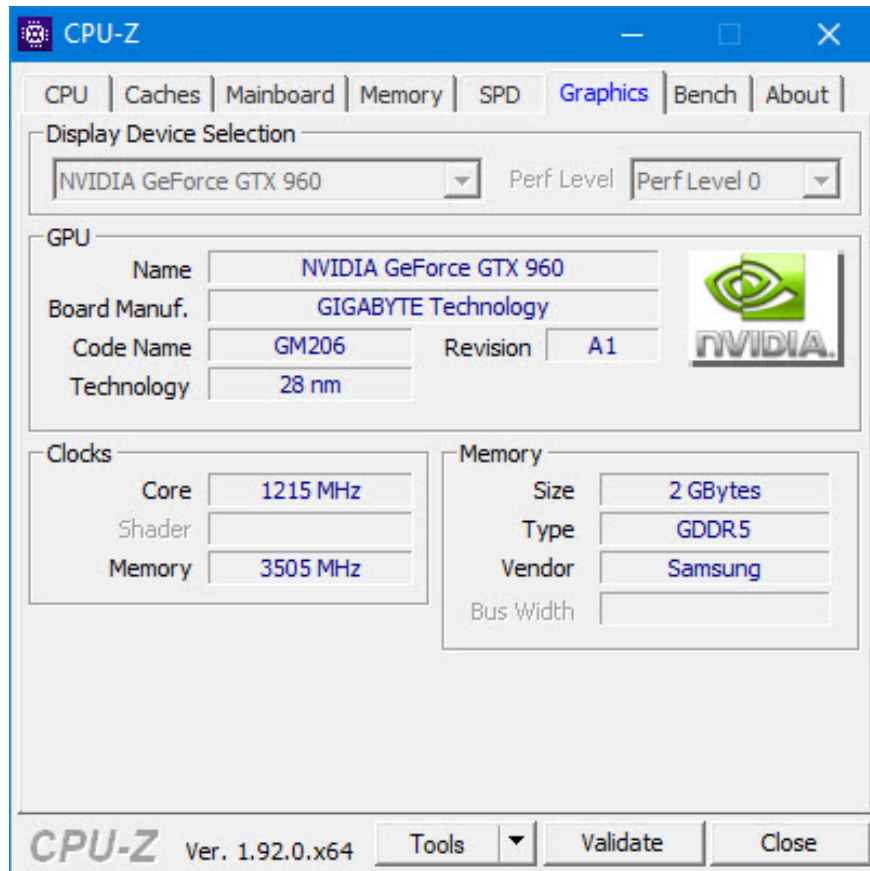 CPU-Z
CPU Caches Mainboard Memory SPD Graphics Bench About
Display Device Selection
NVIDIA GeForce GTX 960 Perf Level Perf Level 0
GPU
Name NVIDIA GeForce GTX 960
Board Manuf. GIGABYTE Technology
Code Name GM206 Revision A1
NVIDIA.
Technology 28 nm
Clocks
Core 1215 MHz
Shader
Memory 3505 MHz
Memory
Size 2 GBytes
Type GDDR5
Vendor Samsung
Bus Width
CPU-Z Ver. 1.92.0.x64 Tools Validate Close